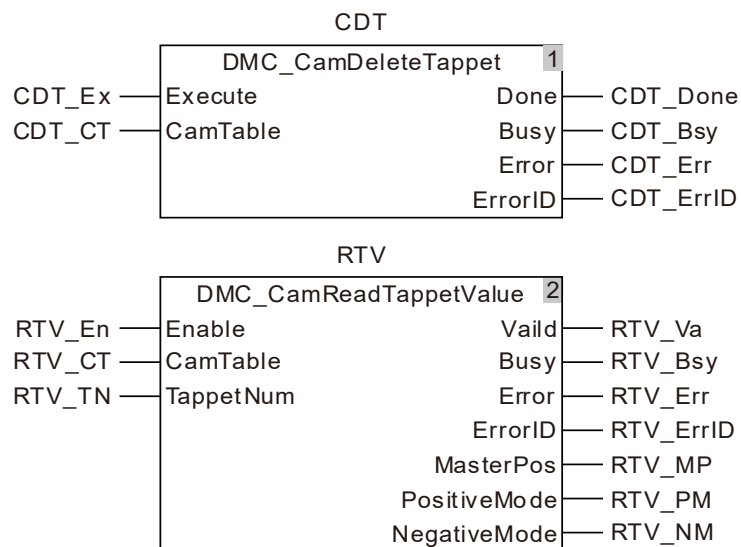 CDT
DMC_CamDeleteTappet 1
CDT_Ex Execute Done CDT_Done
CDT_CT CamTable Busy CDT_Bsy
Error CDT_Err
ErrorID CDT_ErrID
RTV
DMC_CamReadTappetValue 2
RTV_En Enable Vaild RTV_Va
RTV_CT CamTable Busy RTV_Bsy
RTV_TN TappetNum Error RTV_Err
ErrorID RTV_ErrID
MasterPos RTV_MP
PositiveMode RTV_PM
NegativeMode RTV_NM